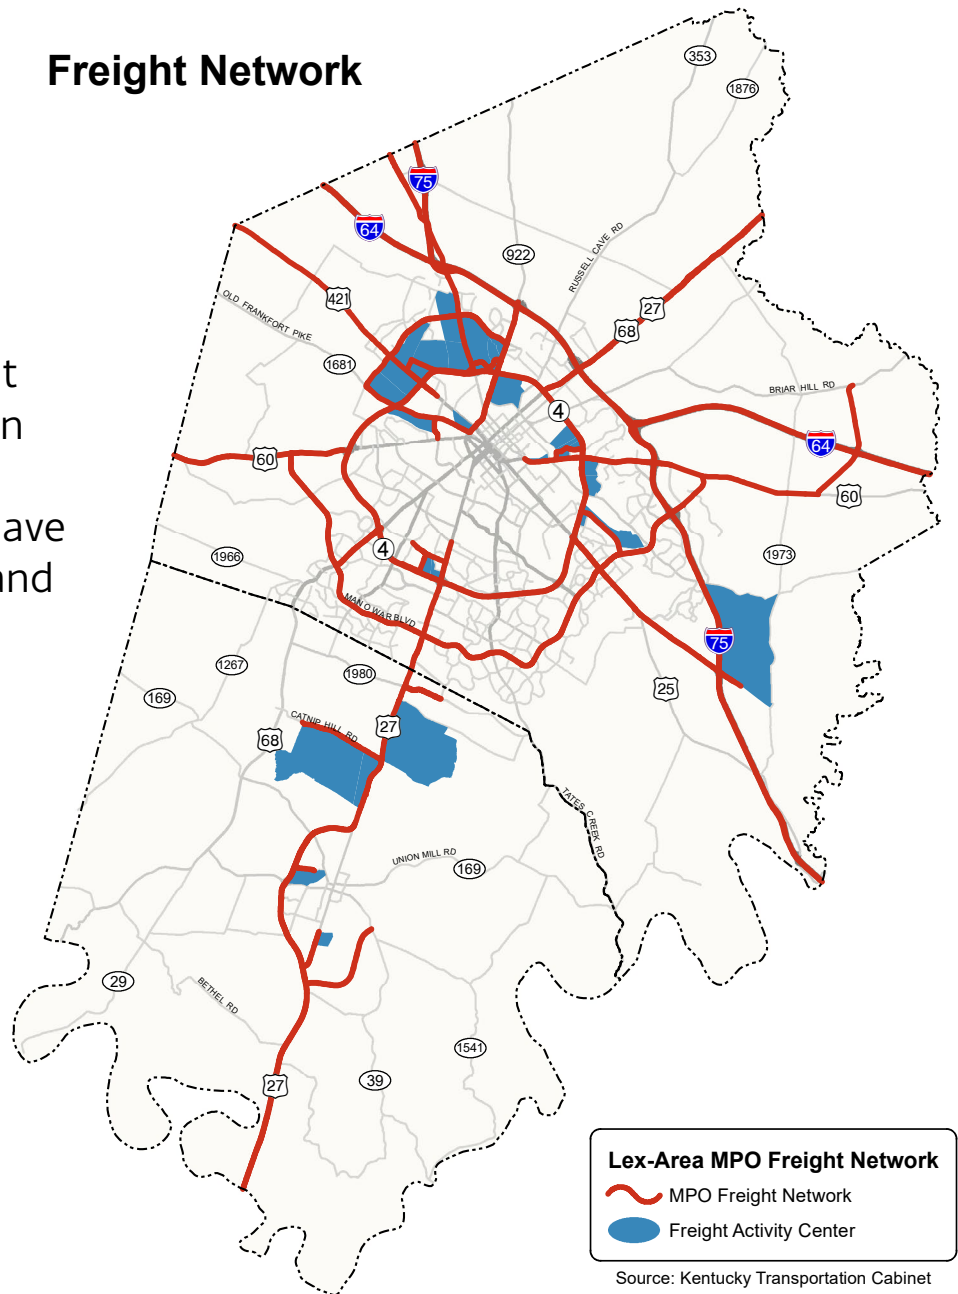 Freight Network
353
1876
75
64
922
RUSSELL CAVE RD
421
27
OLD FRANKFORT PIKE
68
1681
t
n
BRIAR HILL RD
4
64
60
60
ave
4
1966
1973
and
MAN O WAR BLVD
75
1267
1980
25
169
CATNIP HILL RD
27
68
TATES CREEK RD
UNION MILL RD
169
29
BETHEL RD
1541
27
39
Lex-Area MPO Freight Network
MPO Freight Network
Freight Activity Center
Source: Kentucky Transportation Cabinet